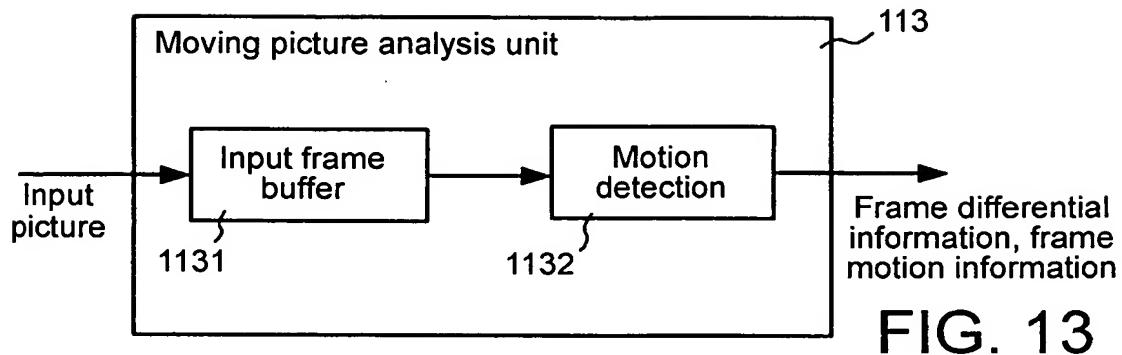 113
Moving picture analysis unit
Input frame
buffer
Motion
detection
Input
picture
1131
1132
Frame differential
information, frame
motion information
FIG. 13